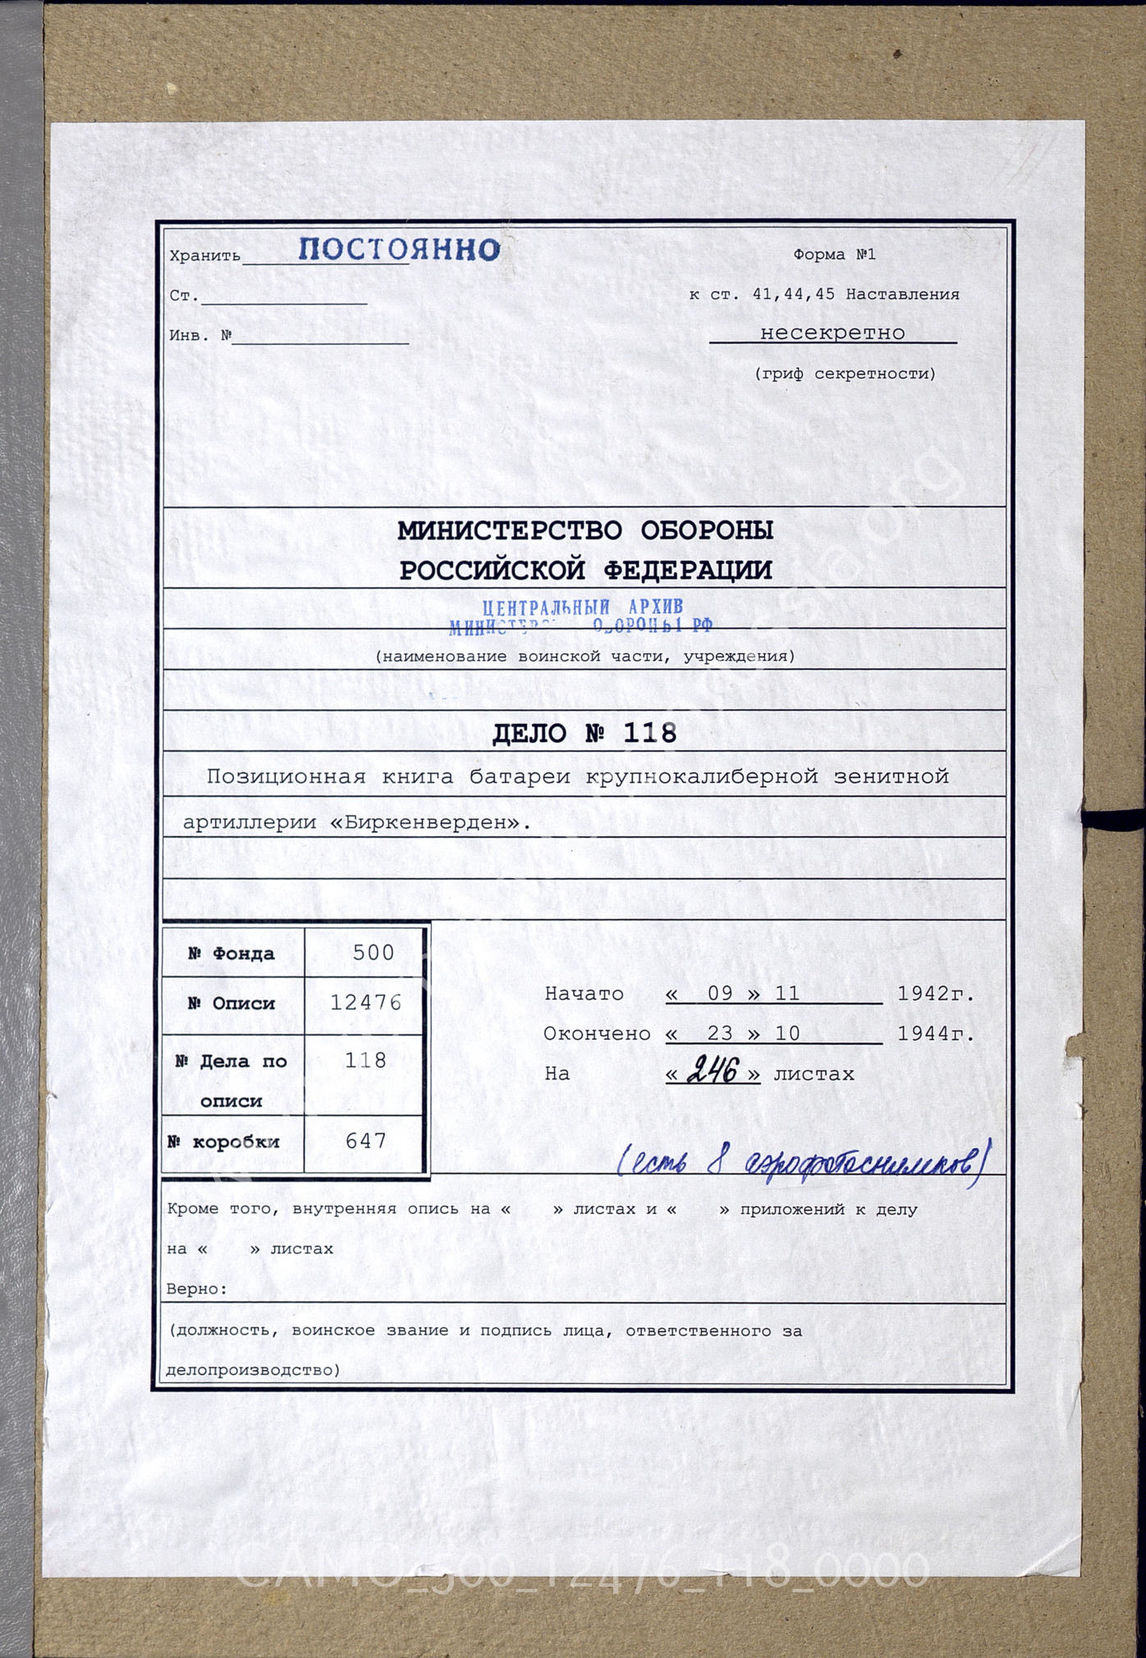 Хранить ПОСТОЯННО
Форма №1
Ст.
к ст. 41,44,45 Наставления
Инв. №
несекретно
(гриф секретности)
МИНИСТЕРСТВО ОБОРОНЫ
РОССИЙСКОЙ ФЕДЕРАЦИИ
ЦЕНТРАЛЬНЫЙ АРХИВ
МИНИСТЕРСТВА ОБОРОНЫ РФ
(наименование воинской части, учреждения)
ДЕЛО № 118
Позиционная книга батареи крупнокалиберной зенитной
артиллерии «Биркенверден».
№ Фонда 500
№ Описи 12476
№ Дела по 118
описи
№ коробки 647
Начато « 09 » 11 1942г.
Окончено « 23 » 10 1944г.
На « 246 » листах
(есть 8 аэрофотоснимков)
Кроме того, внутренняя опись на « » листах и « » приложений к делу
на « » листах
Верно:
(должность, воинское звание и подпись лица, ответственного за
делопроизводство)
CAMO_500_12476_118_0000